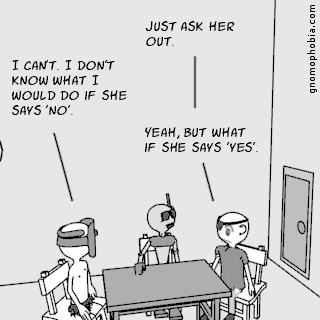 JUST ASK HER
OUT.
I CAN'T. I DON'T
KNOW WHAT I
WOULD DO IF SHE
SAYS 'NO'.
YEAH, BUT WHAT
IF SHE SAYS 'YES'.
gnomophobia.com